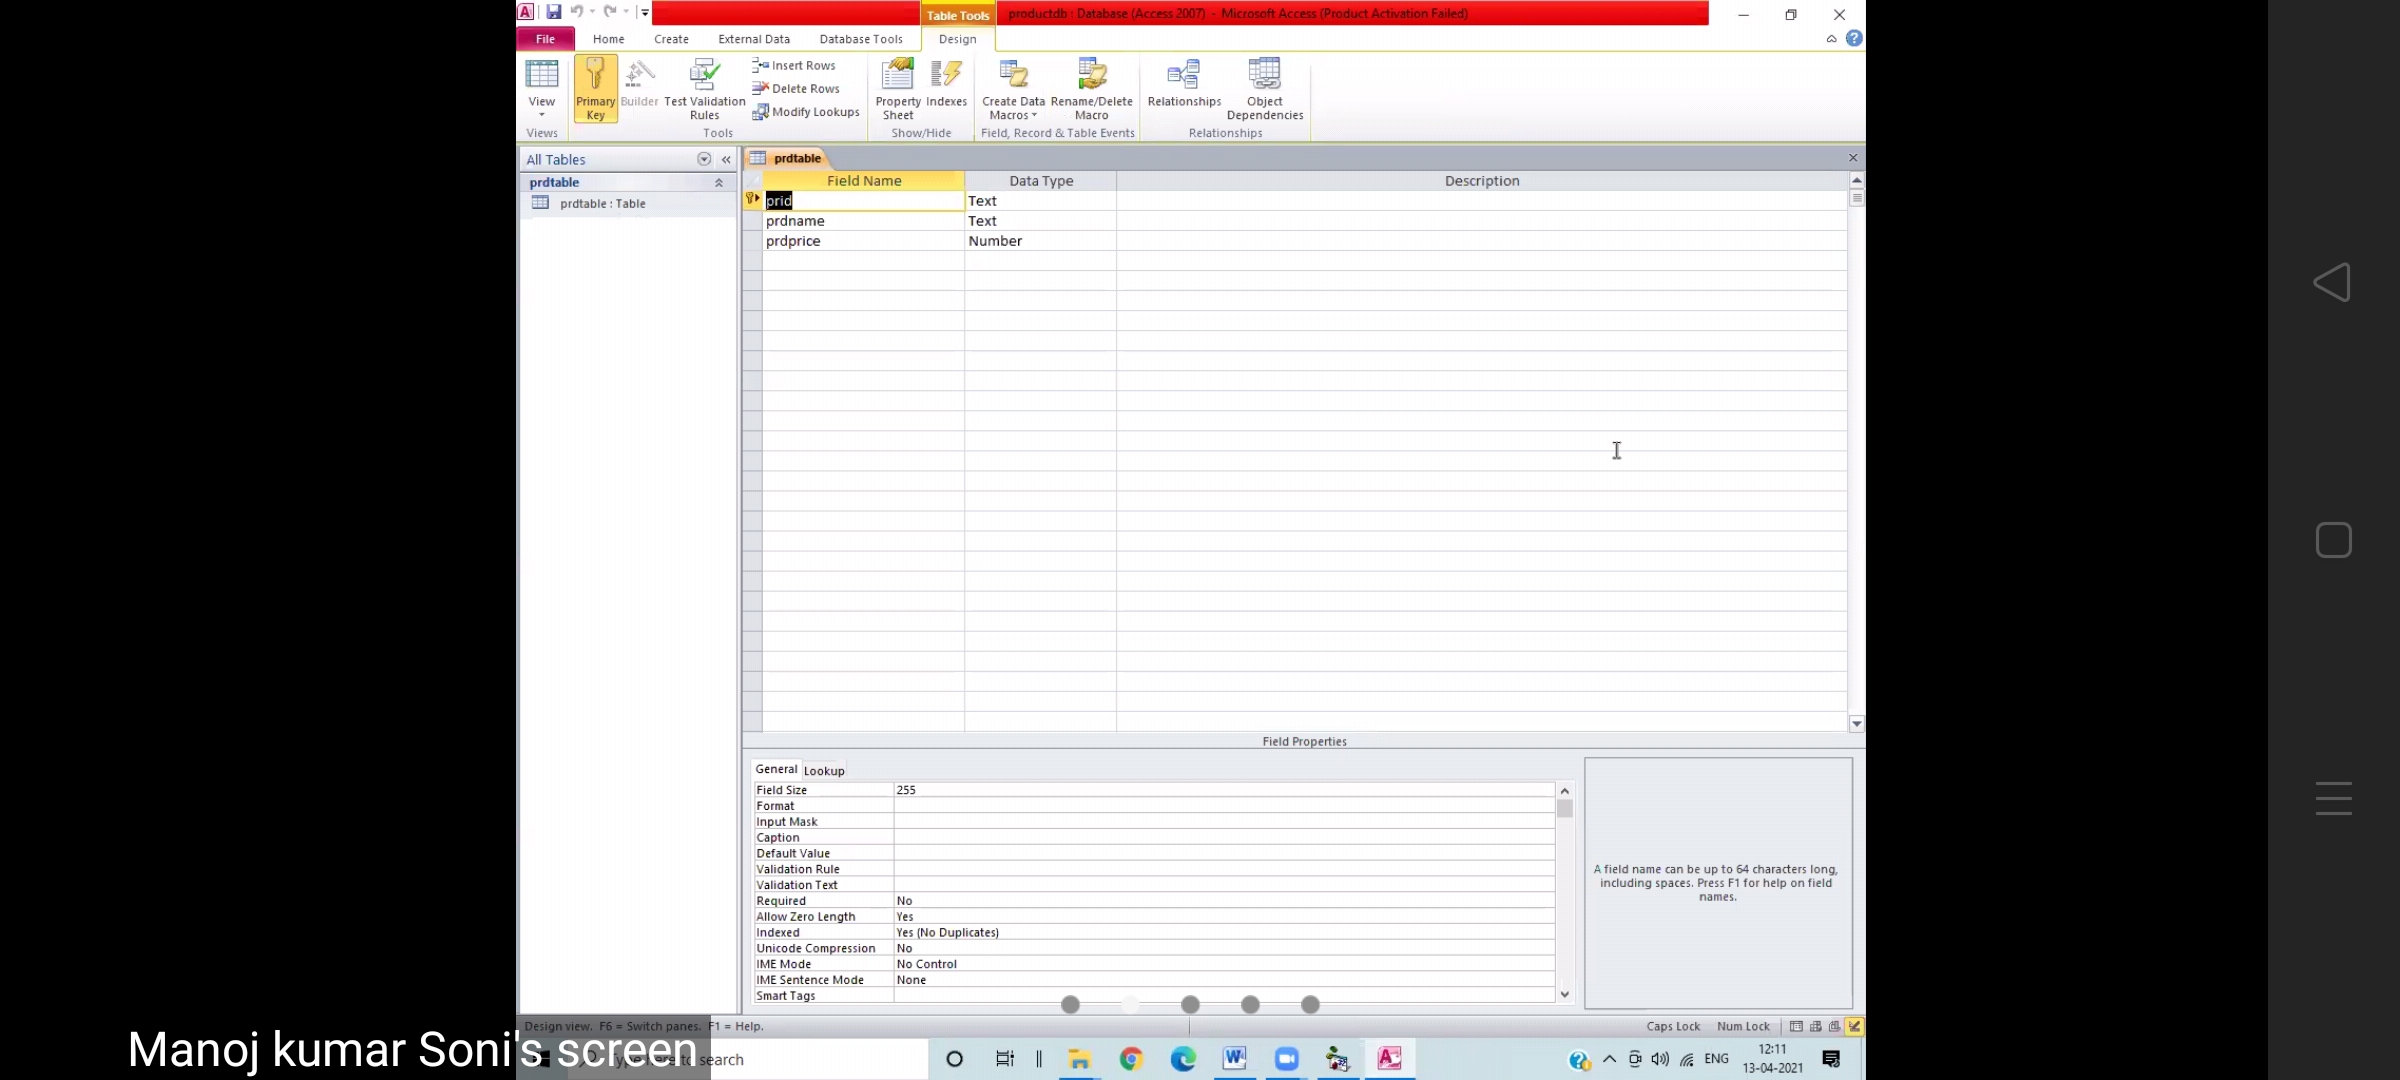 Table Tools
productdb : Database (Access 2007) - Microsoft Access (Product Activation Failed)
File Home Create External Data Database Tools Design
View
Primary Key
Builder
Test Validation Rules
Insert Rows
Delete Rows
Modify Lookups
Property Sheet
Indexes
Create Data Macros
Rename/Delete Macro
Relationships
Object Dependencies
Views Tools Show/Hide Field, Record & Table Events Relationships
All Tables
prdtable
prdtable : Table
prdtable
Field Name Data Type Description
prid Text
prdname Text
prdprice Number
Field Properties
General Lookup
Field Size 255
Format
Input Mask
Caption
Default Value
Validation Rule
Validation Text
Required No
Allow Zero Length Yes
Indexed Yes (No Duplicates)
Unicode Compression No
IME Mode No Control
IME Sentence Mode None
Smart Tags
A field name can be up to 64 characters long,
including spaces. Press F1 for help on field
names.
Design view. F6 = Switch panes. F1 = Help.
Caps Lock Num Lock
Manoj kumar Soni's screen
Type here to search
ENG
12:11
13-04-2021